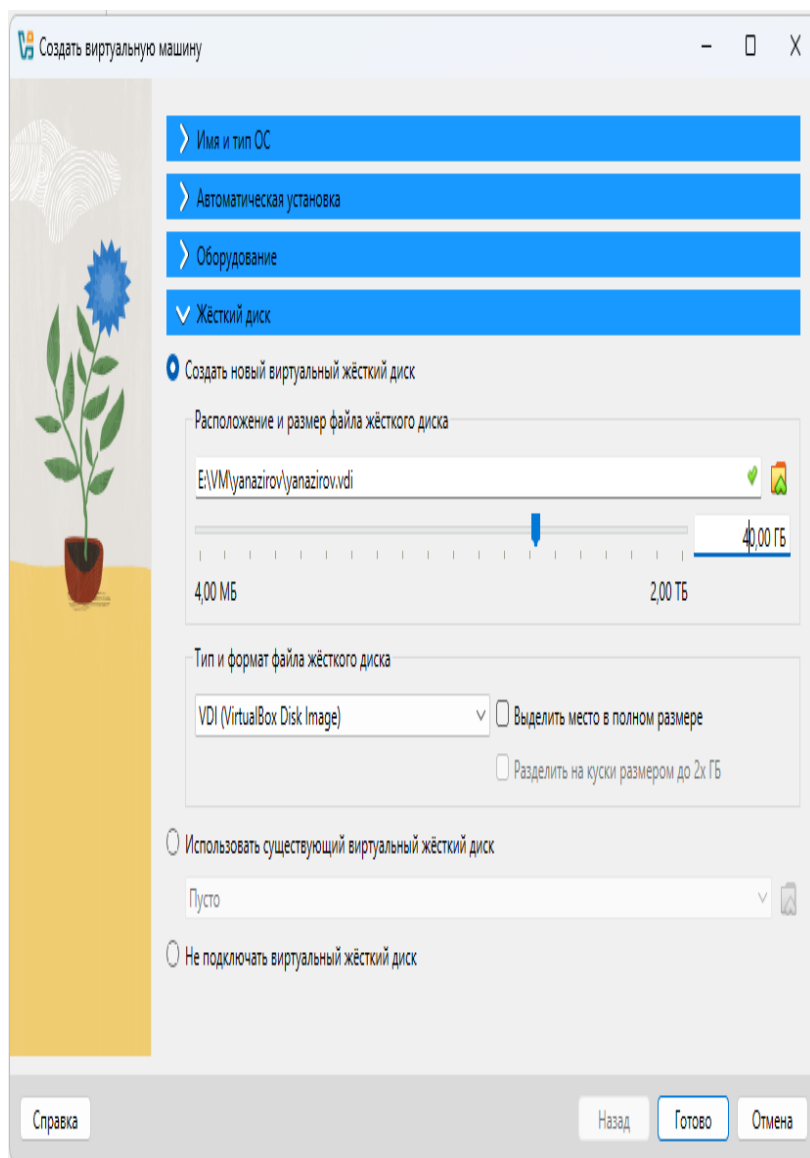 Создать виртуальную машину
Имя и тип ОС
Автоматическая установка
Оборудование
Жёсткий диск
Создать новый виртуальный жёсткий диск
Расположение и размер файла жёсткого диска
E:\VM\yanazirov\yanazirov.vdi
40,00 ГБ
4,00 МБ 2,00 ТБ
Тип и формат файла жёсткого диска
VDI (VirtualBox Disk Image) Выделить место в полном размере
Разделить на куски размером до 2х ГБ
Использовать существующий виртуальный жёсткий диск
Пусто
Не подключать виртуальный жёсткий диск
Справка Назад Готово Отмена